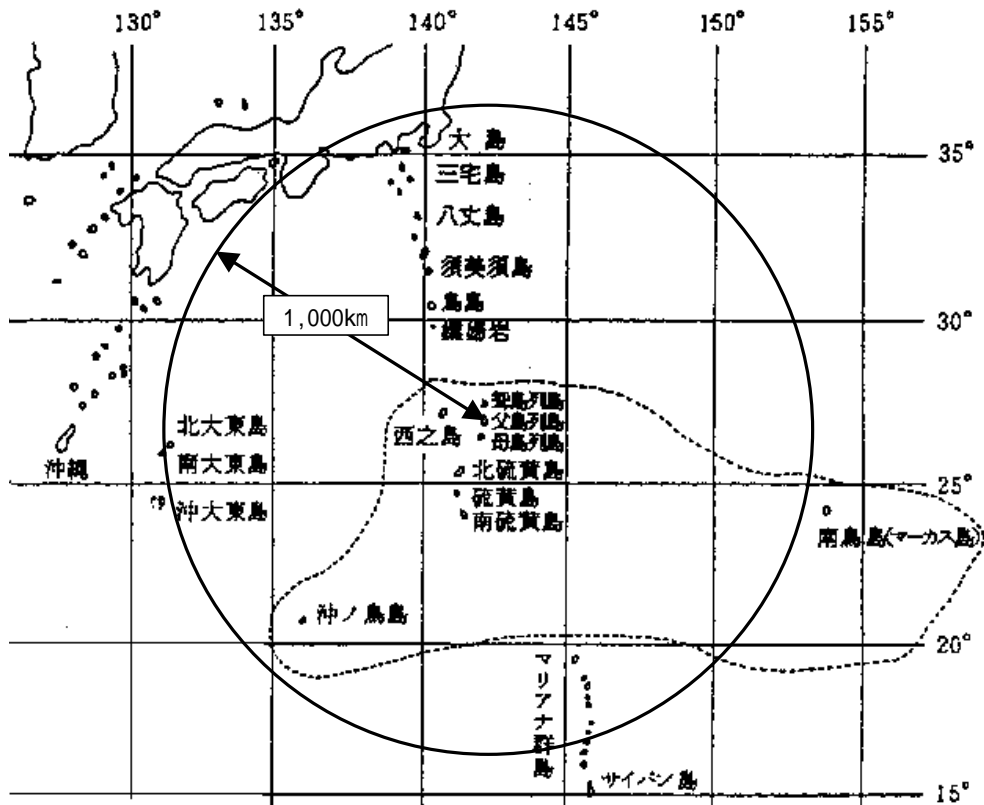 130°
135°
140°
145°
150°
155°
大島
35°
三宅島
八丈島
須美須島
鳥島
1,000km
30°
孀婦岩
聟島列島
父島列島
西之島
母島列島
北大東島
沖縄
南大東島
北硫黄島
25°
硫黄島
沖大東島
南硫黄島
南鳥島(マーカス島)
沖ノ鳥島
20°
マリアナ群島
サイパン島
15°